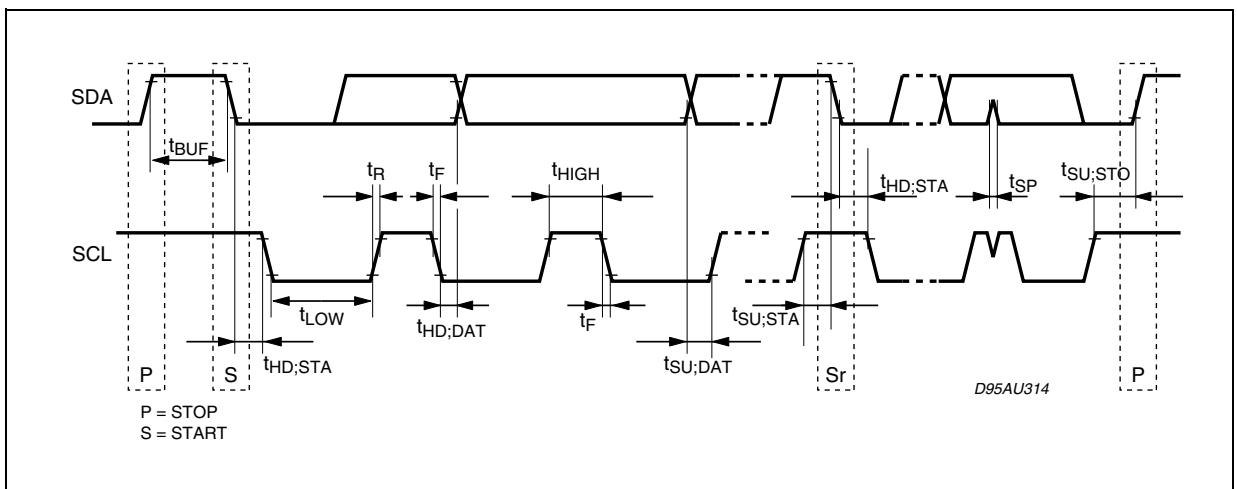 SDA
tBUF
tR
tF
tHIGH
tHD;STA
tSP
tSU;STO
SCL
tLOW
tHD;STA
tHD;DAT
tF
tSU;DAT
tSU;STA
P
S
Sr
P
D95AU314
P = STOP
S = START